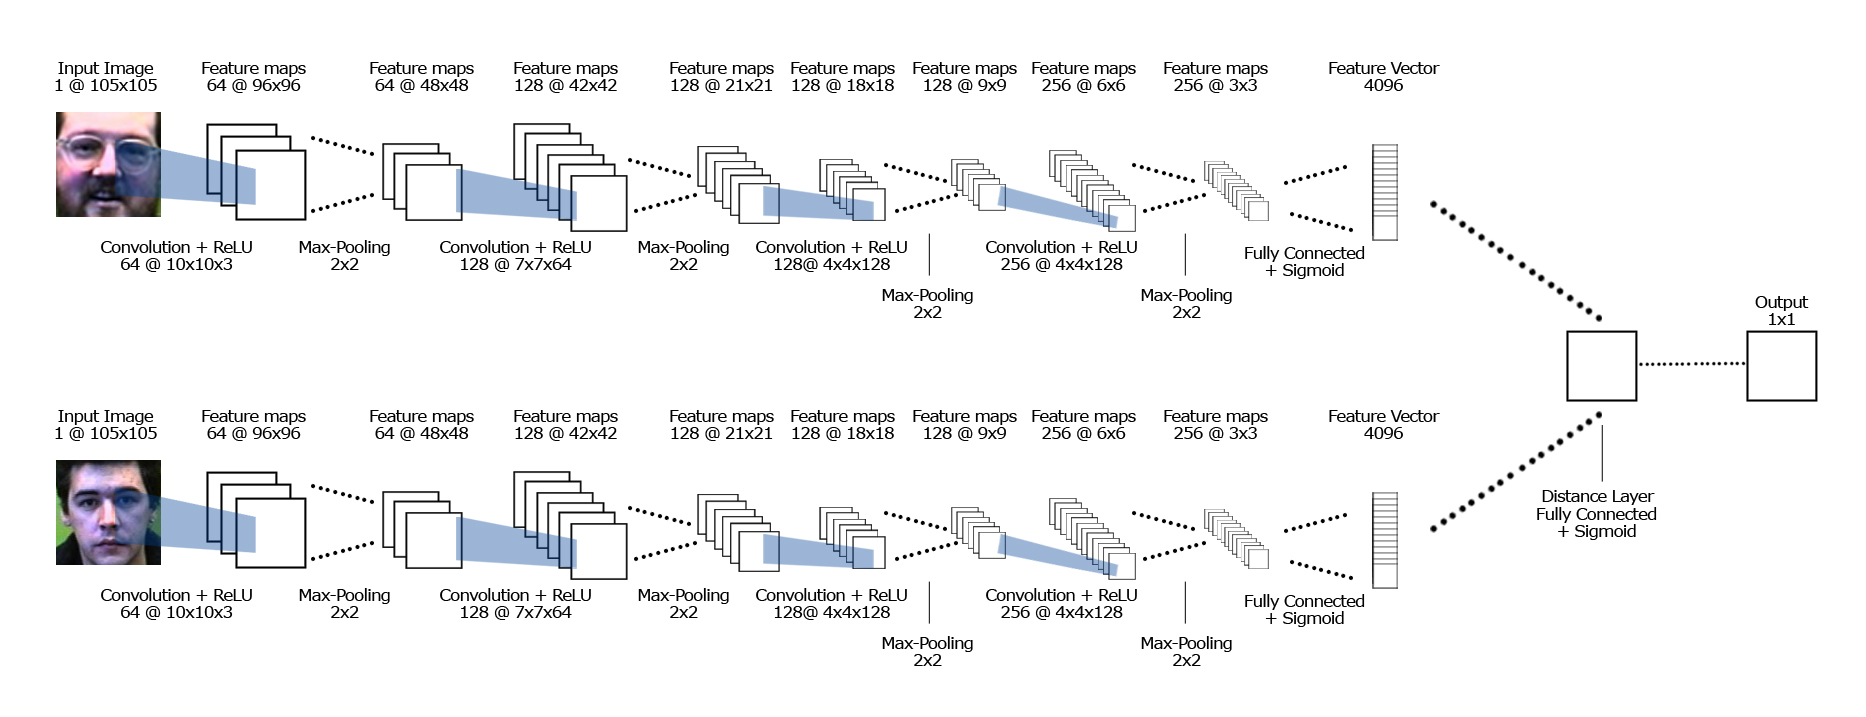 Input Image
1 @ 105x105
Feature maps
64 @ 96x96
Feature maps
64 @ 48x48
Feature maps
128 @ 42x42
Feature maps
128 @ 21x21
Feature maps
128 @ 18x18
Feature maps
128 @ 9x9
Feature maps
256 @ 6x6
Feature maps
256 @ 3x3
Feature Vector
4096
Convolution + ReLU
64 @ 10x10x3
Max-Pooling
2x2
Convolution + ReLU
128 @ 7x7x64
Max-Pooling
2x2
Convolution + ReLU
128@ 4x4x128
Max-Pooling
2x2
Convolution + ReLU
256 @ 4x4x128
Max-Pooling
2x2
Fully Connected
+ Sigmoid
Output
1x1
Input Image
1 @ 105x105
Feature maps
64 @ 96x96
Feature maps
64 @ 48x48
Feature maps
128 @ 42x42
Feature maps
128 @ 21x21
Feature maps
128 @ 18x18
Feature maps
128 @ 9x9
Feature maps
256 @ 6x6
Feature maps
256 @ 3x3
Feature Vector
4096
Convolution + ReLU
64 @ 10x10x3
Max-Pooling
2x2
Convolution + ReLU
128 @ 7x7x64
Max-Pooling
2x2
Convolution + ReLU
128@ 4x4x128
Max-Pooling
2x2
Convolution + ReLU
256 @ 4x4x128
Max-Pooling
2x2
Fully Connected
+ Sigmoid
Distance Layer
Fully Connected
+ Sigmoid